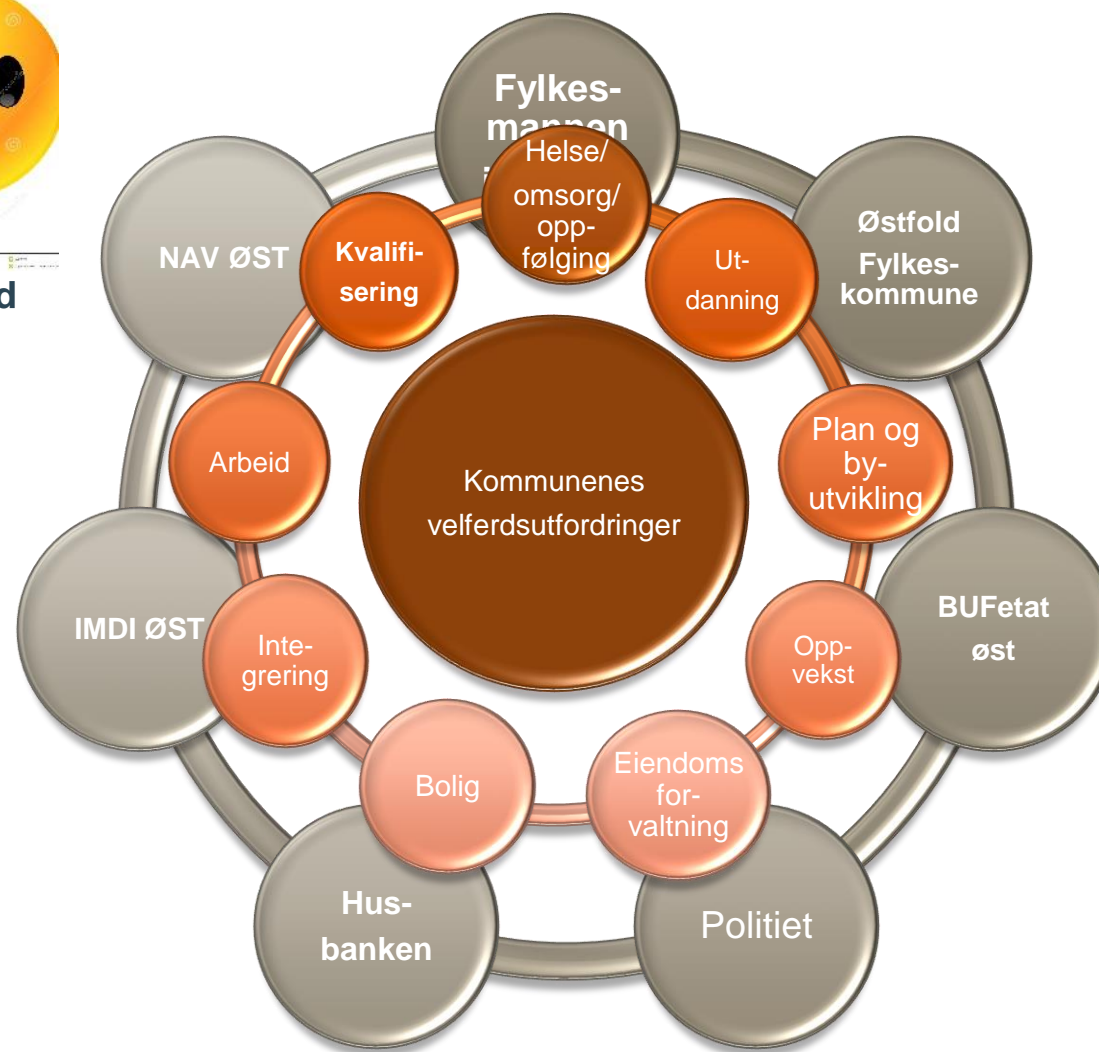 Fylkes-
mannen
Helse/
omsorg/
opp-
følging
Østfold
Fylkes-
kommune
NAV ØST
Kvalifi-
sering
Ut-
danning
d
Arbeid
Plan og
by-
utvikling
Kommunenes
velferdsutfordringer
IMDI ØST
Inte-
grering
Opp-
vekst
BUFetat
øst
Bolig
Eiendoms
for-
valtning
Hus-
banken
Politiet